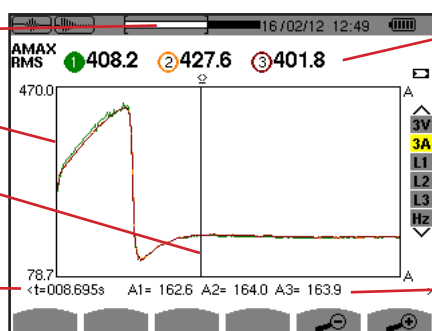 16/02/12 12:49
AMAX
RMS
1 408.2 2 427.6 3 401.8
470.0
A
3V
3A
L1
L2
L3
Hz
78.7
A
<t=008.695s A1= 162.6 A2= 164.0 A3= 163.9